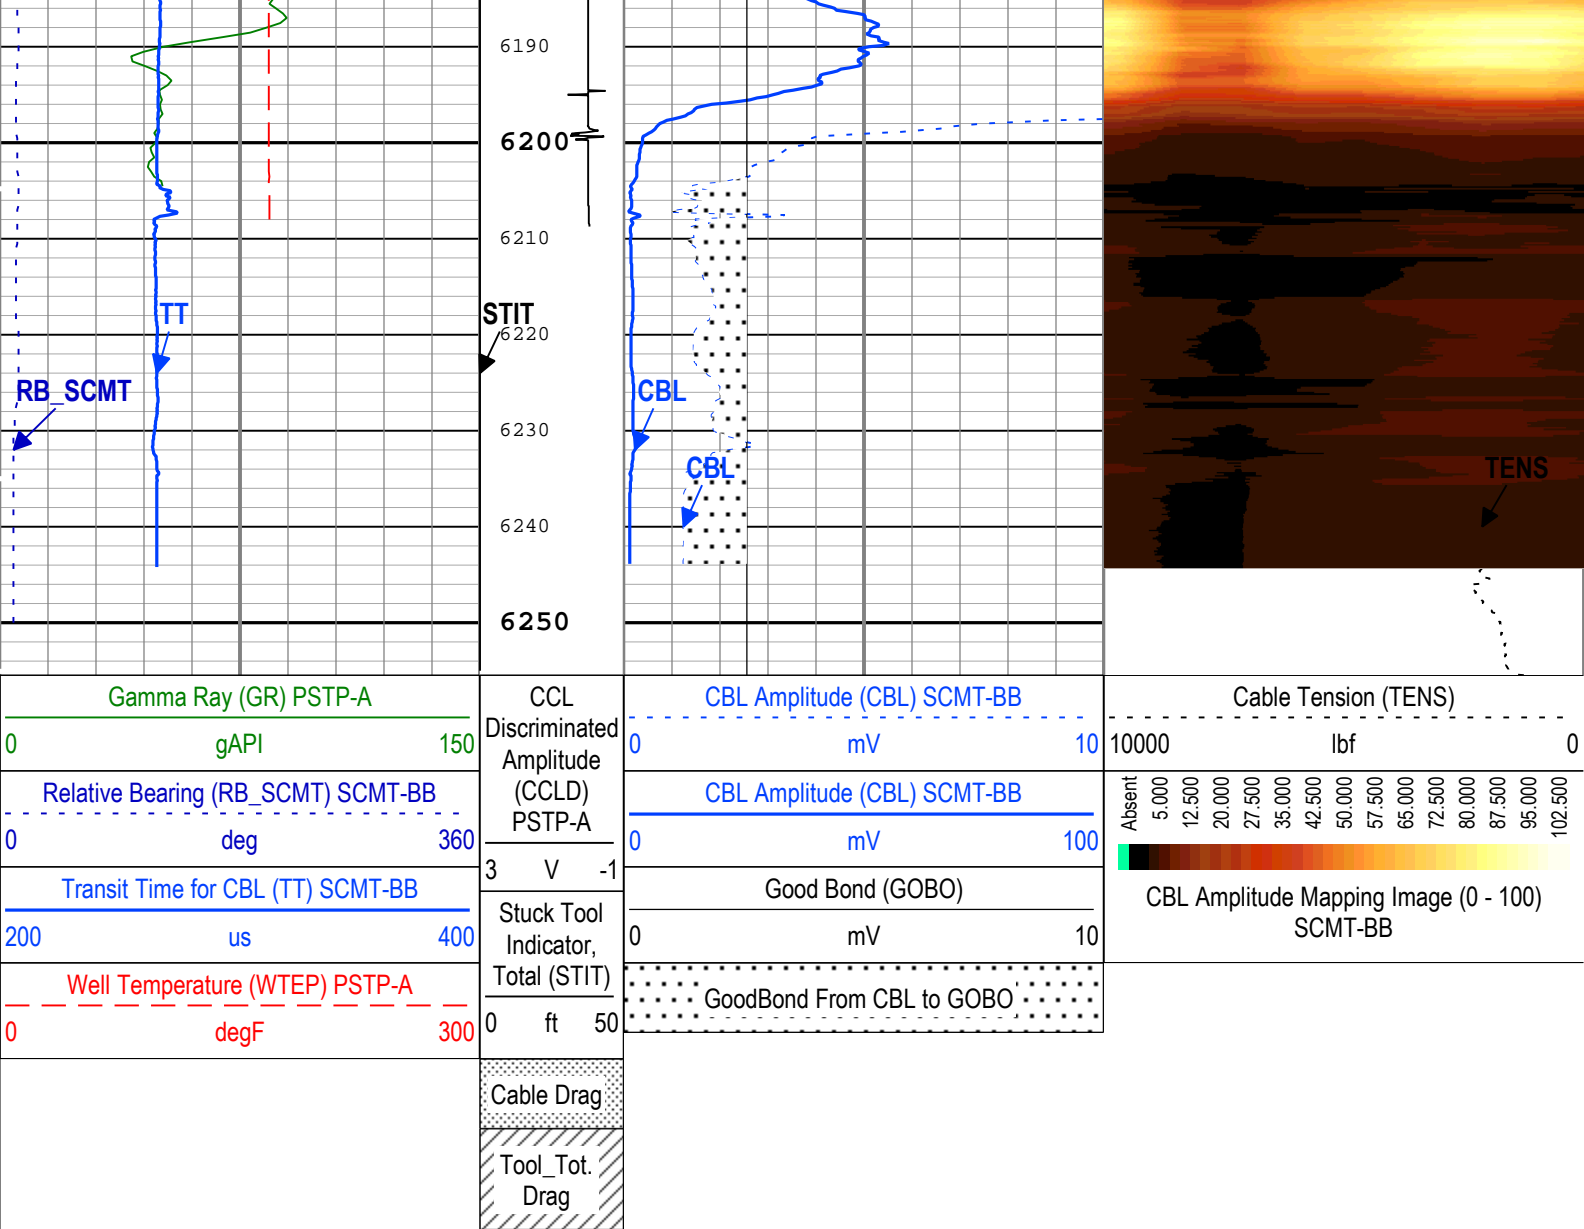 6190
6200
6210
TT
STIT
6220
RB_SCMT
CBL
6230
CBL
TENS
6240
6250
Gamma Ray (GR) PSTP-A
0 gAPI 150
Relative Bearing (RB_SCMT) SCMT-BB
0 deg 360
Transit Time for CBL (TT) SCMT-BB
200 us 400
Well Temperature (WTEP) PSTP-A
0 degF 300
CCL
Discriminated
Amplitude
(CCLD)
PSTP-A
3 V -1
Stuck Tool
Indicator,
Total (STIT)
0 ft 50
Cable Drag
Tool_Tot.
Drag
CBL Amplitude (CBL) SCMT-BB
0 mV 10
CBL Amplitude (CBL) SCMT-BB
0 mV 100
Good Bond (GOBO)
0 mV 10
GoodBond From CBL to GOBO
Cable Tension (TENS)
10000 lbf 0
Absent
5.000
12.500
20.000
27.500
35.000
42.500
50.000
57.500
65.000
72.500
80.000
87.500
95.000
102.500
CBL Amplitude Mapping Image (0 - 100)
SCMT-BB